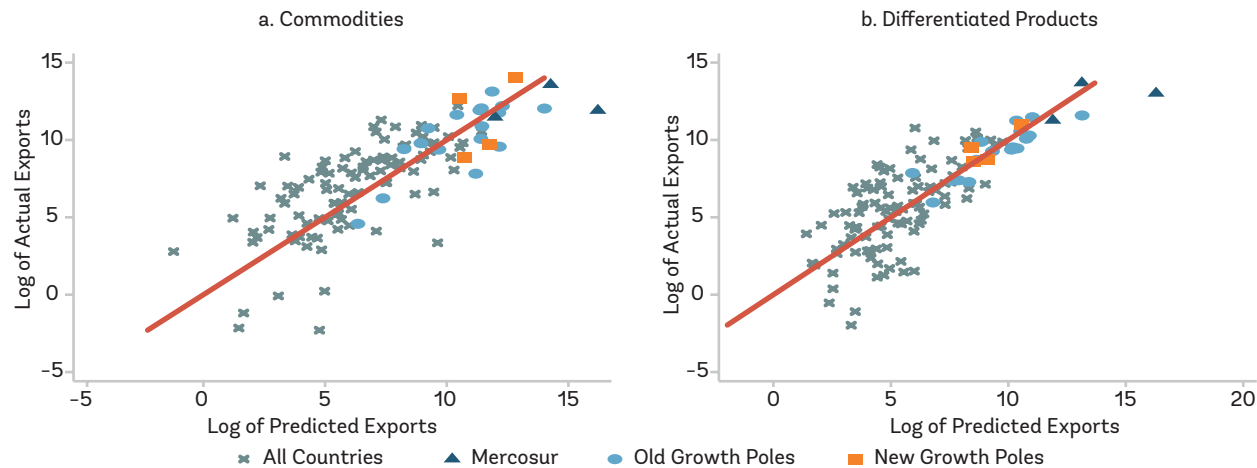 a. Commodities
15
10
5
0
−5
Log of Actual Exports
−5
0
5
10
15
Log of Predicted Exports
b. Differentiated Products
15
10
5
0
−5
Log of Actual Exports
0
5
10
15
20
Log of Predicted Exports
All Countries
Mercosur
Old Growth Poles
New Growth Poles